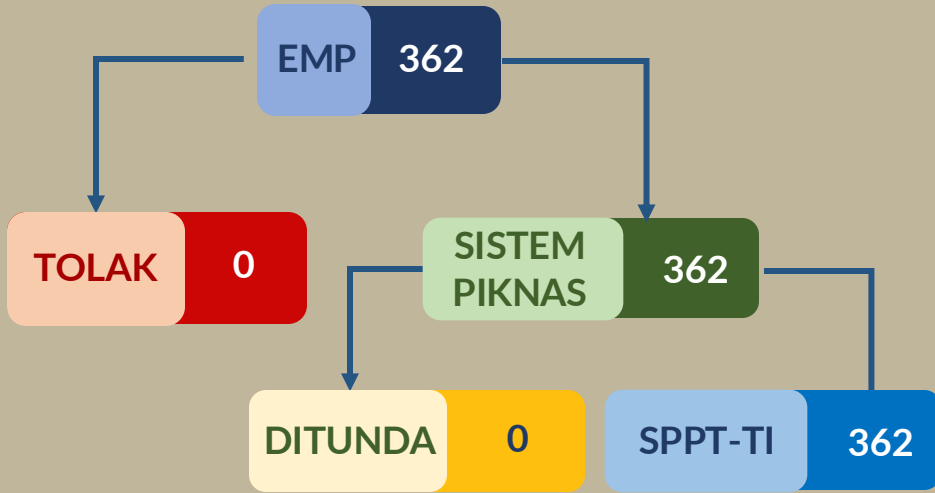 EMP 362
TOLAK 0
SISTEM
PIKNAS 362
DITUNDA 0
SPPT-TI 362